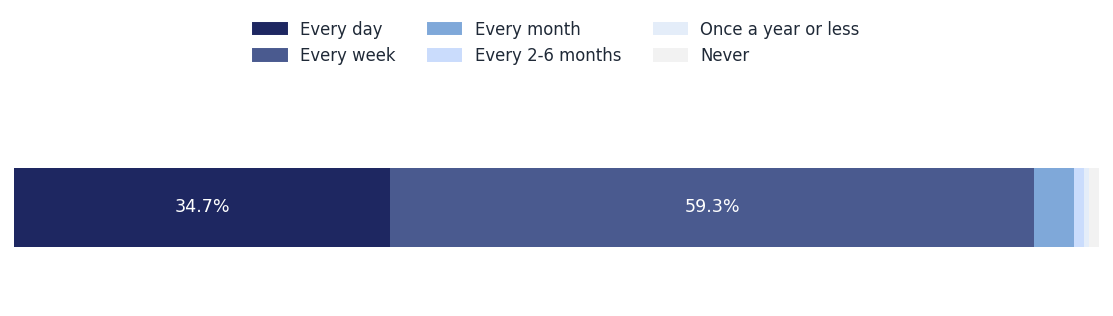 Every day
Every week
Every month
Every 2-6 months
Once a year or less
Never
34.7%
59.3%